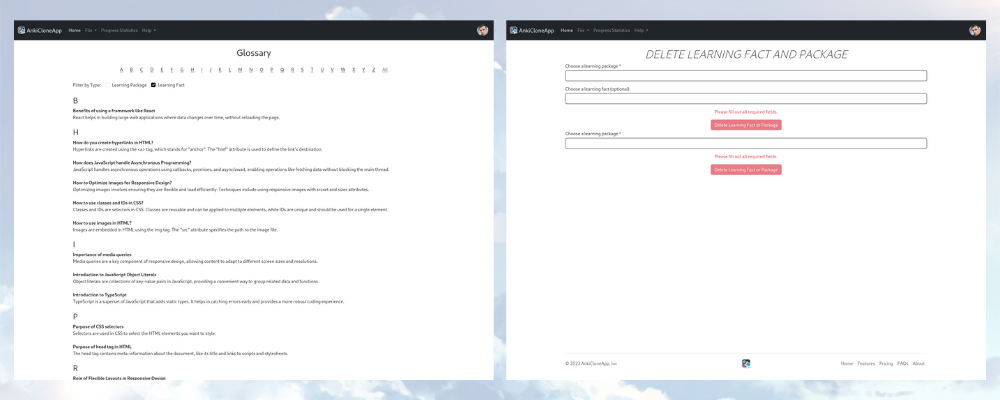 AnkiCloneApp Home File Progress Statistics Help
Glossary
A B C D E F G H I J K L M N O P Q R S T U V W X Y Z All
Filter by Type: Learning Package Learning Fact
B
Benefits of using a Framework like React
React helps in building large web applications where data changes over time, without reloading the page.
H
How do you create hyperlinks in HTML?
Hyperlinks are created using the <a> tag, which stands for "anchor". The "href" attribute is used to define the link's destination.
How does JavaScript handle Asynchronous Programming?
JavaScript handles asynchronous operations using callbacks, promises, and async/await, enabling operations like fetching data without blocking the main thread.
How to Optimize Images for Responsive Design?
Optimizing images involves ensuring they are flexible and load efficiently. Techniques include using responsive images with srcset and sizes attributes.
How to use classes and IDs in CSS?
Classes and IDs are selectors in CSS. Classes are reusable and can be applied to multiple elements, while IDs are unique and should be used for a single element.
How to use images in HTML?
Images are embedded in HTML using the img tag. The "src" attribute specifies the path to the image file.
I
Importance of media queries
Media queries are a key component of responsive design, allowing content to adapt to different screen sizes and resolutions.
Introduction to JavaScript Object Literals
Object literals are collections of key-value pairs in JavaScript, providing a convenient way to group related data and functions.
Introduction to TypeScript
TypeScript is a superset of JavaScript that adds static types. It helps in catching errors early and provides a more robust coding experience.
P
Purpose of CSS selectors
Selectors are used in CSS to select the HTML elements you want to style.
Purpose of head tag in HTML
The head tag contains meta-information about the document, like its title and links to scripts and stylesheets.
R
Role of Flexible Layouts in Responsive Design
AnkiCloneApp Home File Progress Statistics Help
DELETE LEARNING FACT AND PACKAGE
Choose a learning package *
Choose a learning fact (optional)
Please fill out all required fields.
Delete Learning Fact or Package
Choose a learning package *
Please fill out all required fields.
Delete Learning Fact or Package
© 2023 AnkiCloneApp, Inc
Home Features Pricing FAQs About